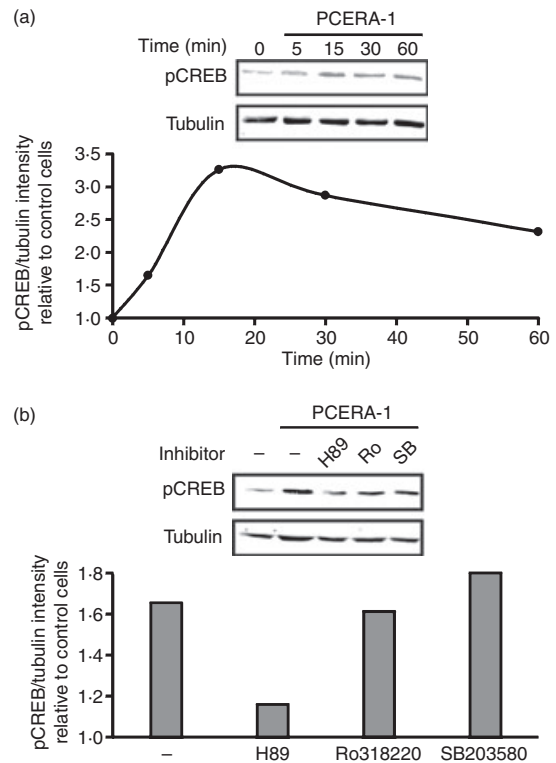 (a)
PCERA-1
Time (min) 0 5 15 30 60
pCREB
Tubulin
pCREB/tubulin intensity
relative to control cells
3·5
3·0
2·5
2·0
1·5
1·0
0 10 20 30 40 50 60
Time (min)
(b)
PCERA-1
Inhibitor – – H89 Ro SB
pCREB
Tubulin
pCREB/tubulin intensity
relative to control cells
1·8
1·6
1·4
1·2
1·0
– H89 Ro318220 SB203580